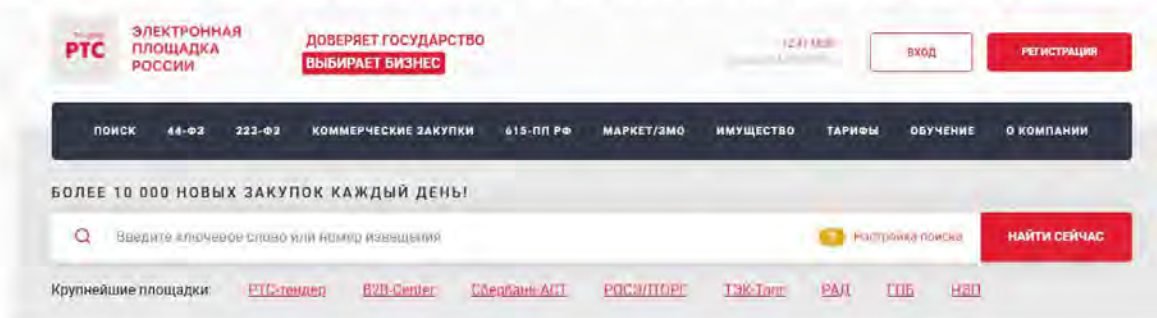 РТС
ЭЛЕКТРОННАЯ
ПЛОЩАДКА
РОССИИ
ДОВЕРЯЕТ ГОСУДАРСТВО
ВЫБИРАЕТ БИЗНЕС
ВХОД
РЕГИСТРАЦИЯ
ПОИСК 44-ФЗ 223-ФЗ КОММЕРЧЕСКИЕ ЗАКУПКИ 615-ПП РФ МАРКЕТ/ЗМО ИМУЩЕСТВО ТАРИФЫ ОБУЧЕНИЕ О КОМПАНИИ
БОЛЕЕ 10 000 НОВЫХ ЗАКУПОК КАЖДЫЙ ДЕНЬ!
Введите ключевое слово или номер извещения
Настройка поиска
НАЙТИ СЕЙЧАС
Крупнейшие площадки: РТС-тендер B2B-Center Сбербанк-АСТ РОСЭЛТОРГ ТЭК-Торг РАД ГПБ НЭП